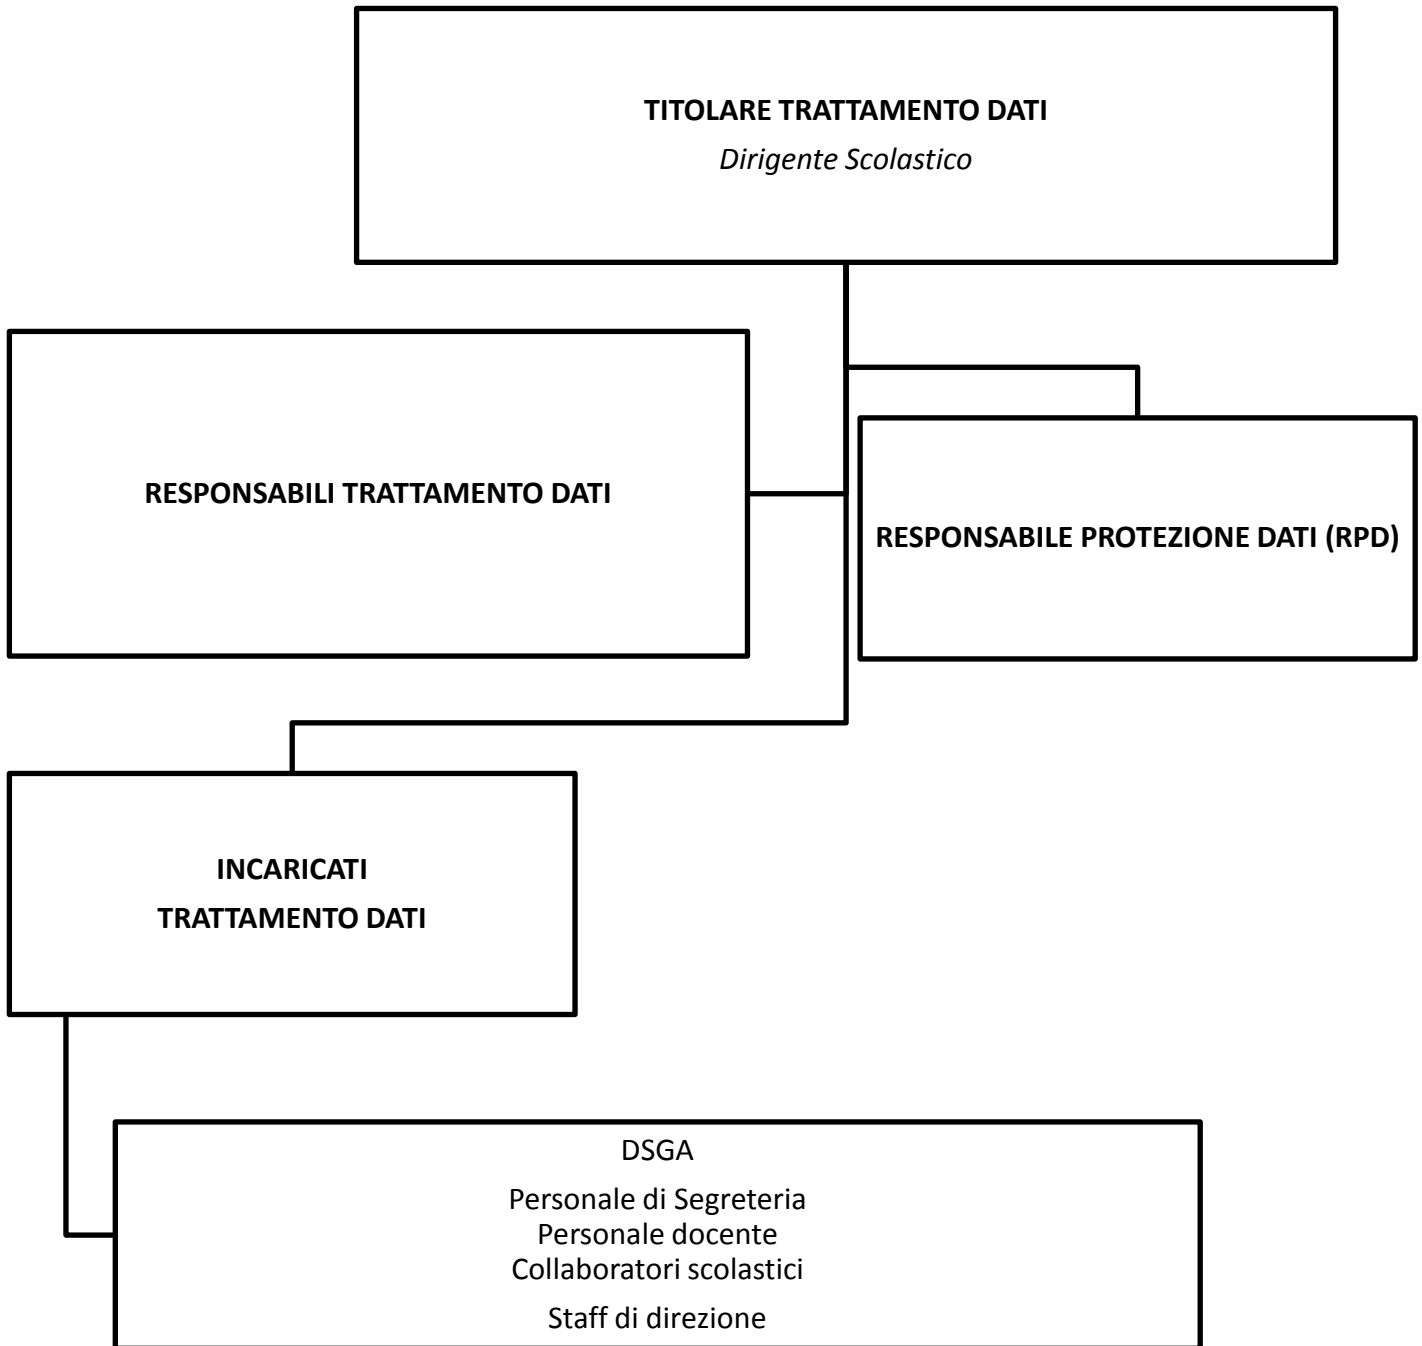 TITOLARE TRATTAMENTO DATI
Dirigente Scolastico
RESPONSABILI TRATTAMENTO DATI
RESPONSABILE PROTEZIONE DATI (RPD)
INCARICATI
TRATTAMENTO DATI
DSGA
Personale di Segreteria
Personale docente
Collaboratori scolastici
Staff di direzione